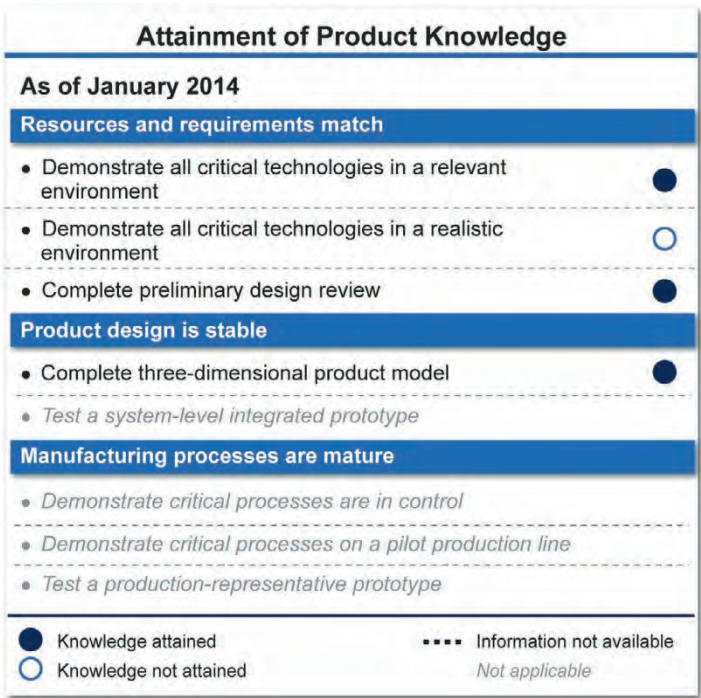 Attainment of Product Knowledge
As of January 2014
Resources and requirements match
• Demonstrate all critical technologies in a relevant
environment
• Demonstrate all critical technologies in a realistic
environment
• Complete preliminary design review
Product design is stable
• Complete three-dimensional product model
• Test a system-level integrated prototype
Manufacturing processes are mature
• Demonstrate critical processes are in control
• Demonstrate critical processes on a pilot production line
• Test a production-representative prototype
Knowledge attained
Knowledge not attained
Information not available
Not applicable